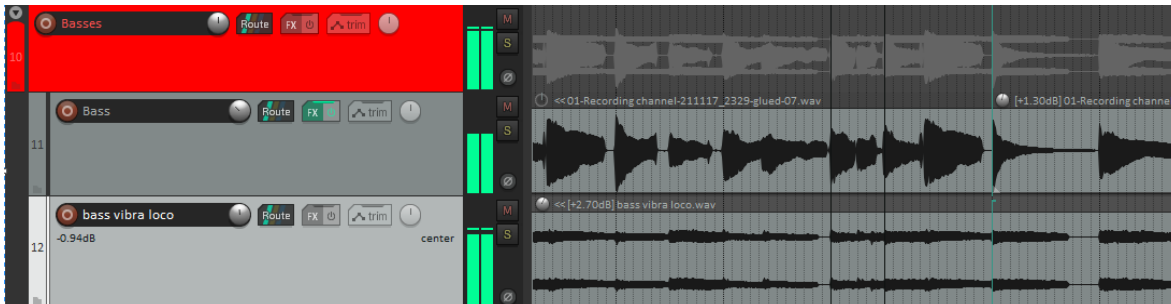 10 Basses Route FX trim M
S
<<01-Recording channel-211117_2329-glued-07.wav [+1.30dB] 01-Recording channe
11 Bass Route FX trim M
S
<<[+2.70dB] bass vibra loco.wav
12 bass vibra loco Route FX trim M
-0.94dB center S